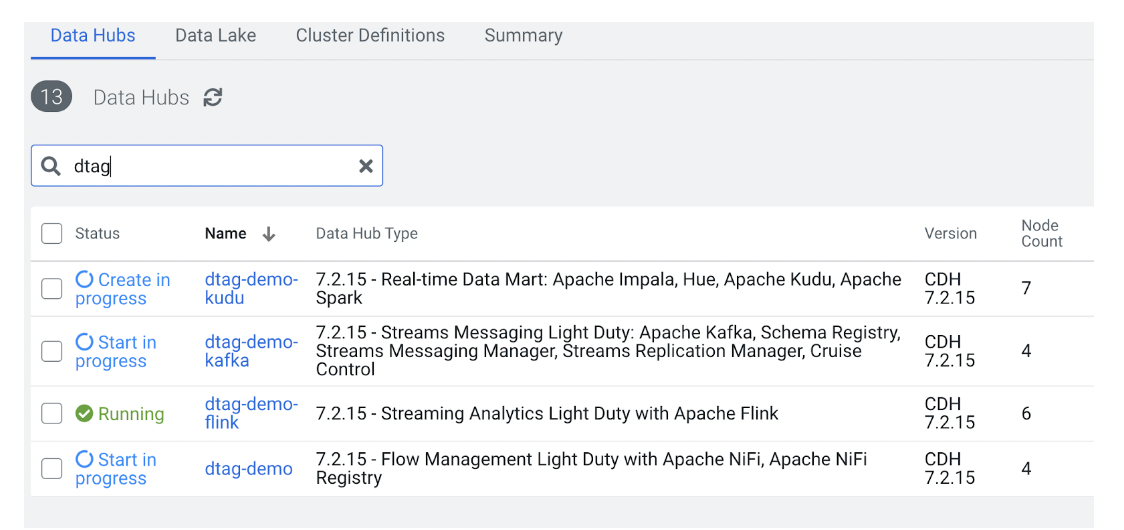 Data Hubs Data Lake Cluster Definitions Summary
13 Data Hubs
dtag
Status Name Data Hub Type Version Node
Count
Create in
progress
dtag-demo-
kudu
7.2.15 - Real-time Data Mart: Apache Impala, Hue, Apache Kudu, Apache
Spark
CDH
7.2.15
7
Start in
progress
dtag-demo-
kafka
7.2.15 - Streams Messaging Light Duty: Apache Kafka, Schema Registry,
Streams Messaging Manager, Streams Replication Manager, Cruise
Control
CDH
7.2.15
4
Running
dtag-demo-
flink
7.2.15 - Streaming Analytics Light Duty with Apache Flink
CDH
7.2.15
6
Start in
progress
dtag-demo
7.2.15 - Flow Management Light Duty with Apache NiFi, Apache NiFi
Registry
CDH
7.2.15
4